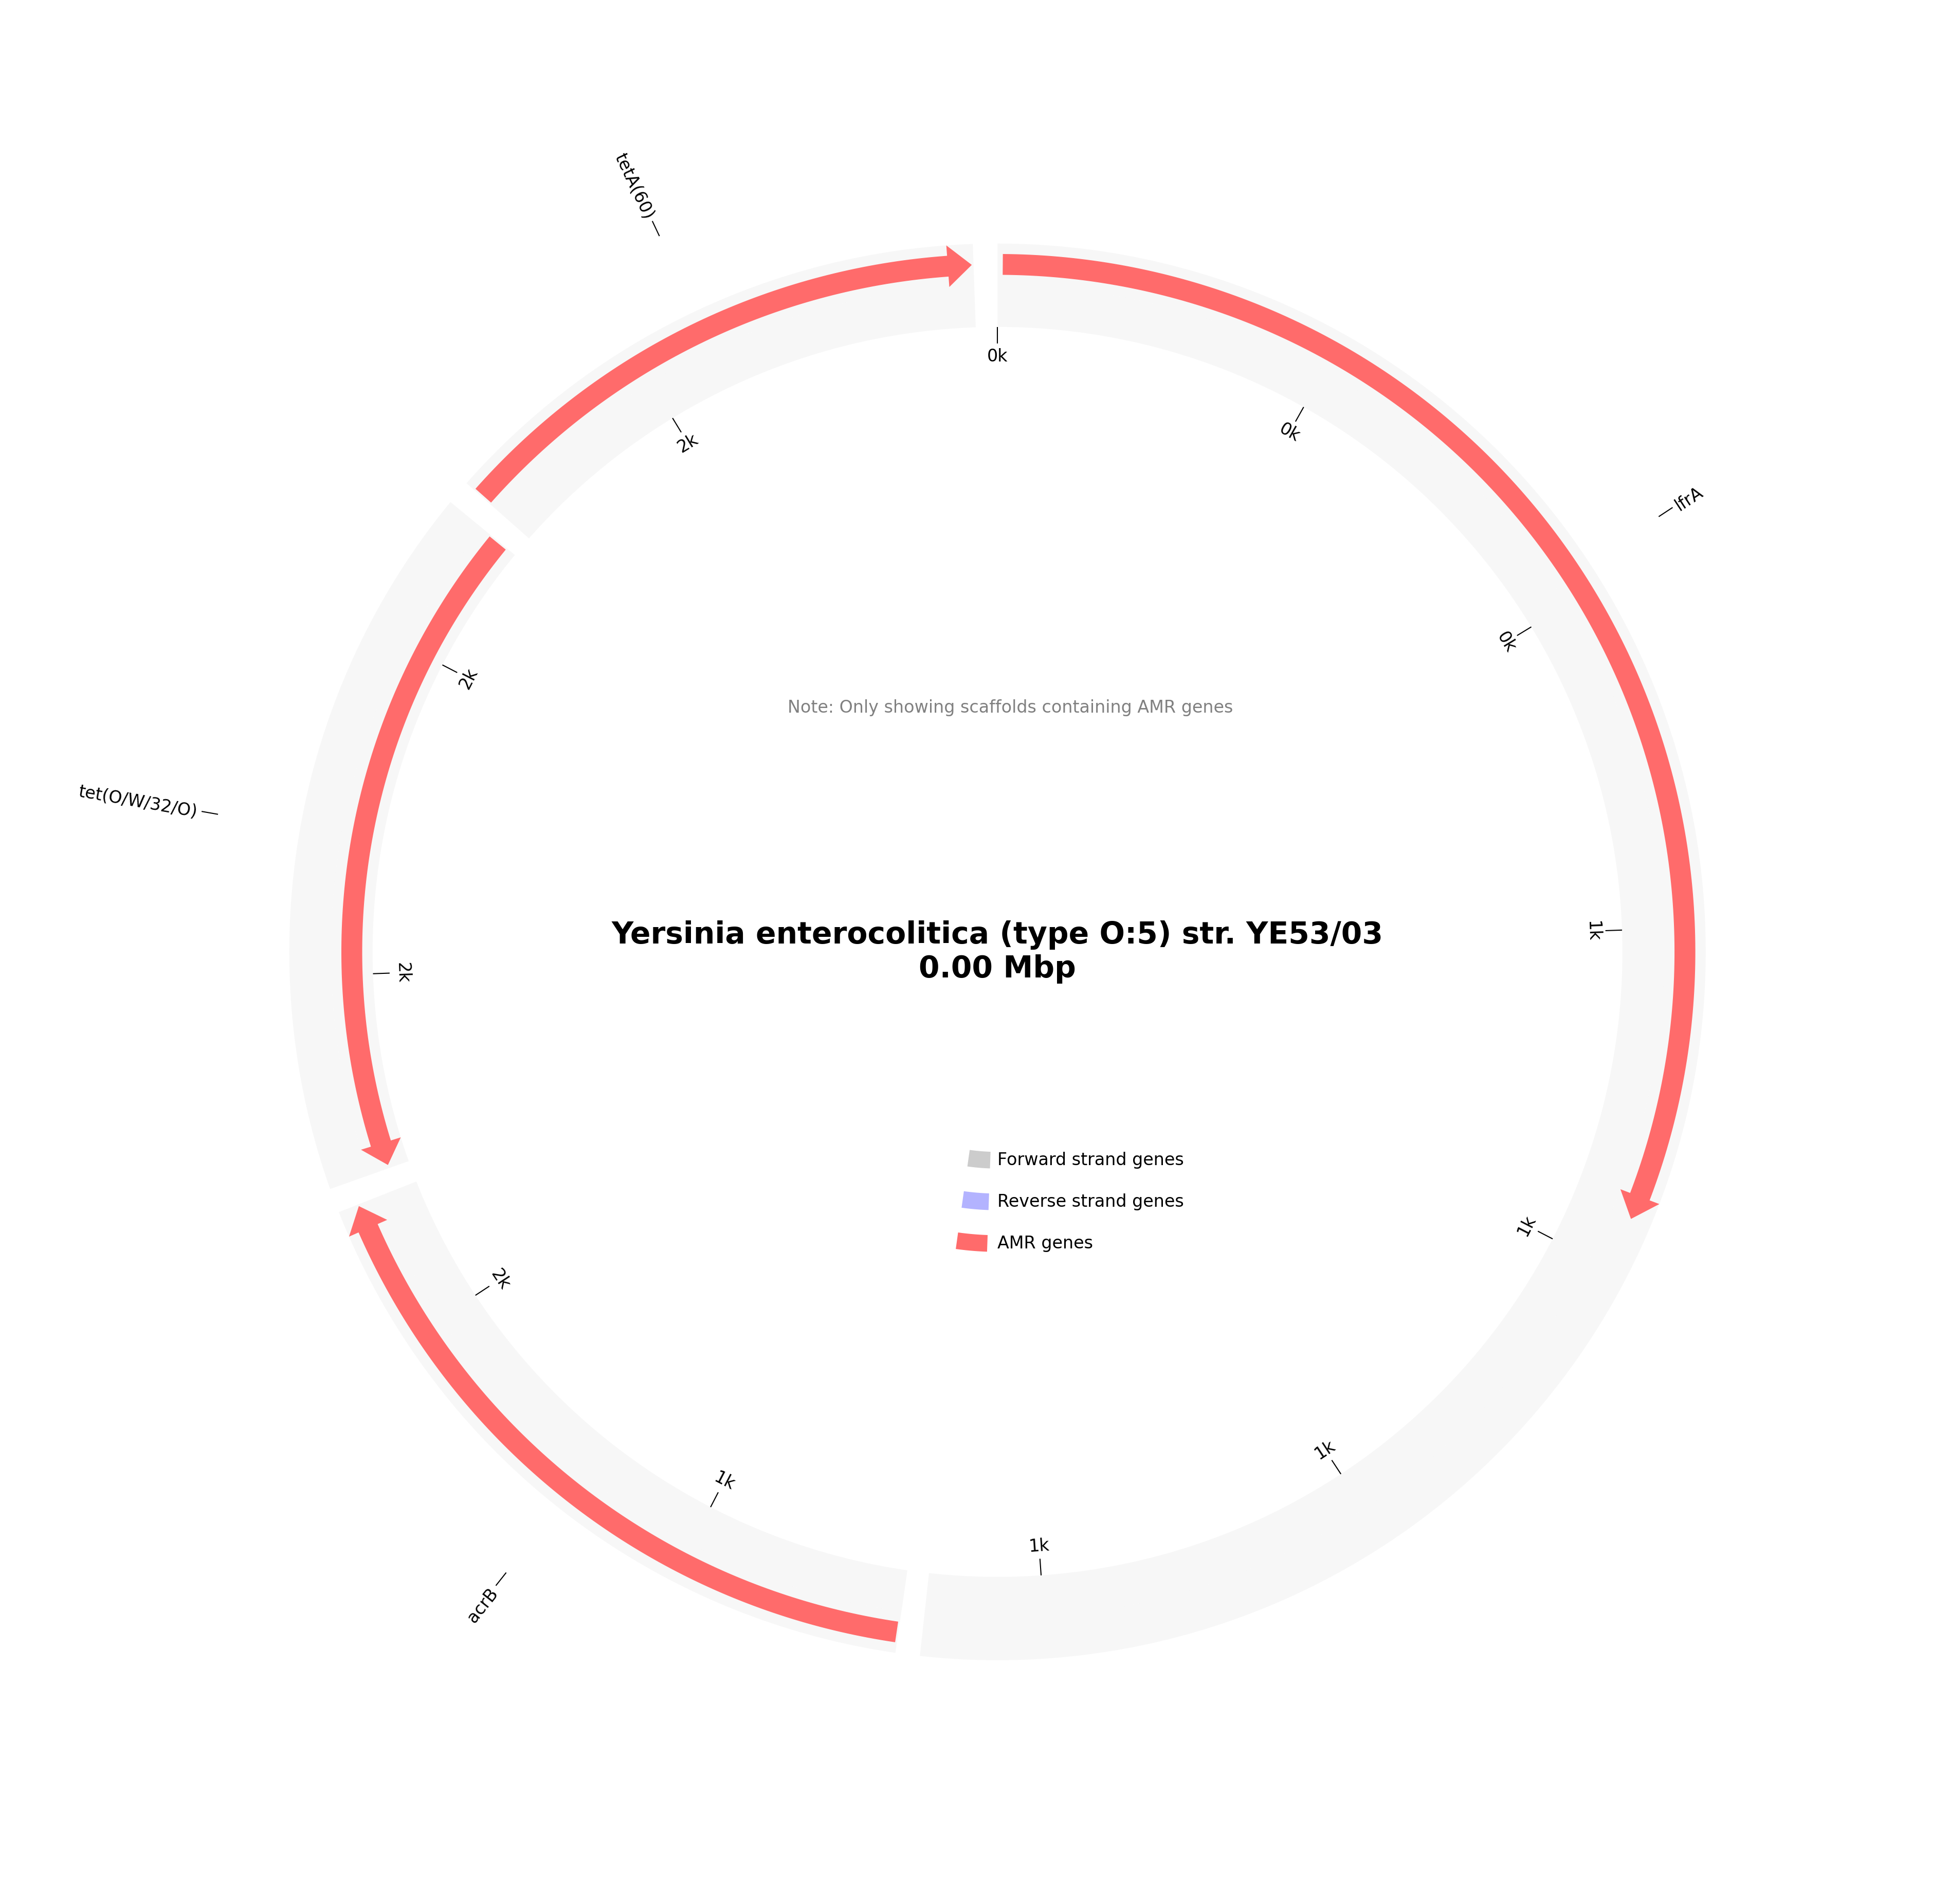 tetA(60)
0k
0k
2k
lfrA
0k
2k
Note: Only showing scaffolds containing AMR genes
tet(O/W/32/O)
Yersinia enterocolitica (type O:5) str. YE53/03
0.00 Mbp
1k
2k
Forward strand genes
Reverse strand genes
AMR genes
1k
2k
1k
1k
1k
acrB